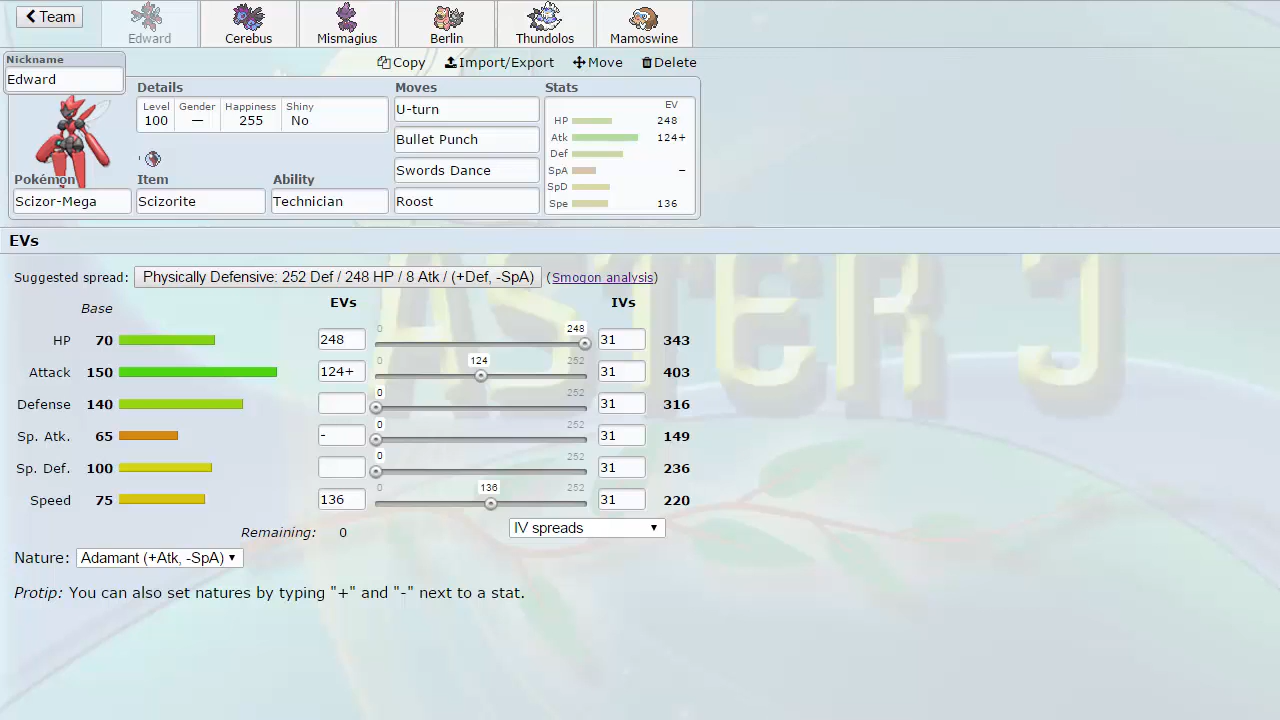 Team
Edward
Cerebus
Mismagius
Berlin
Thundolos
Mamoswine
Copy Import/Export Move Delete
Nickname
Edward
Details
Level Gender Happiness Shiny
100 — 255 No
Pokémon
Scizor-Mega
Item
Scizorite
Ability
Technician
Moves
U-turn
Bullet Punch
Swords Dance
Roost
Stats
EV
HP 248
Atk 124+
Def
SpA –
SpD
Spe 136
EVs
Suggested spread: Physically Defensive: 252 Def / 248 HP / 8 Atk / (+Def, -SpA) (Smogon analysis)
Base EVs IVs
HP 70 248 0 248 31 343
Attack 150 124+ 0 124 252 31 403
Defense 140 0 252 31 316
Sp. Atk. 65 - 0 252 31 149
Sp. Def. 100 0 252 31 236
Speed 75 136 0 136 252 31 220
Remaining: 0 IV spreads
Nature: Adamant (+Atk, -SpA)
Protip: You can also set natures by typing "+" and "-" next to a stat.
ASTER J